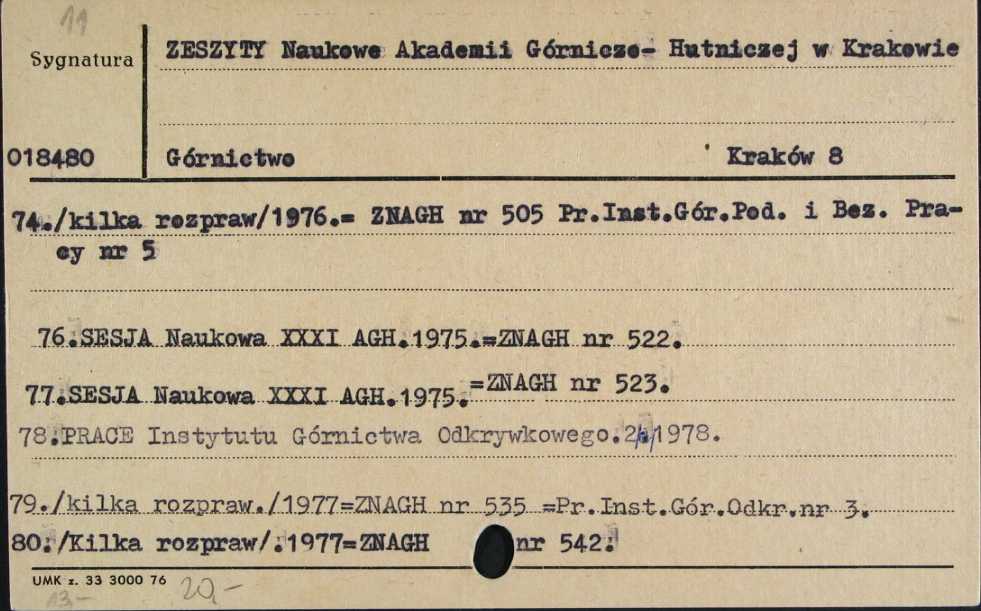 11
Sygnatura
ZESZYTY Naukowe Akademii Górnicze- Hutniczej w Krakowie
018480
Górnictwo
Kraków 8
74./kilka rozpraw/1976.= ZNAGH nr 505 Pr.Inst.Gór.Pod. i Bez. Pra-
cy nr 5
76.SESJA Naukowa XXXI AGH.1975.=ZNAGH nr 522.
77.SESJA Naukowa XXXI AGH.1975.=ZNAGH nr 523.
78.PRACE Instytutu Górnictwa Odkrywkowego.2/ /1978.
79./kilka rozpraw./1977=ZNAGH nr 535 =Pr.Inst.Gór.Odkr.nr 3.
80./Kilka rozpraw/.1977=ZNAGH nr 542.
UMK z. 33 3000 76
13,-
20,-